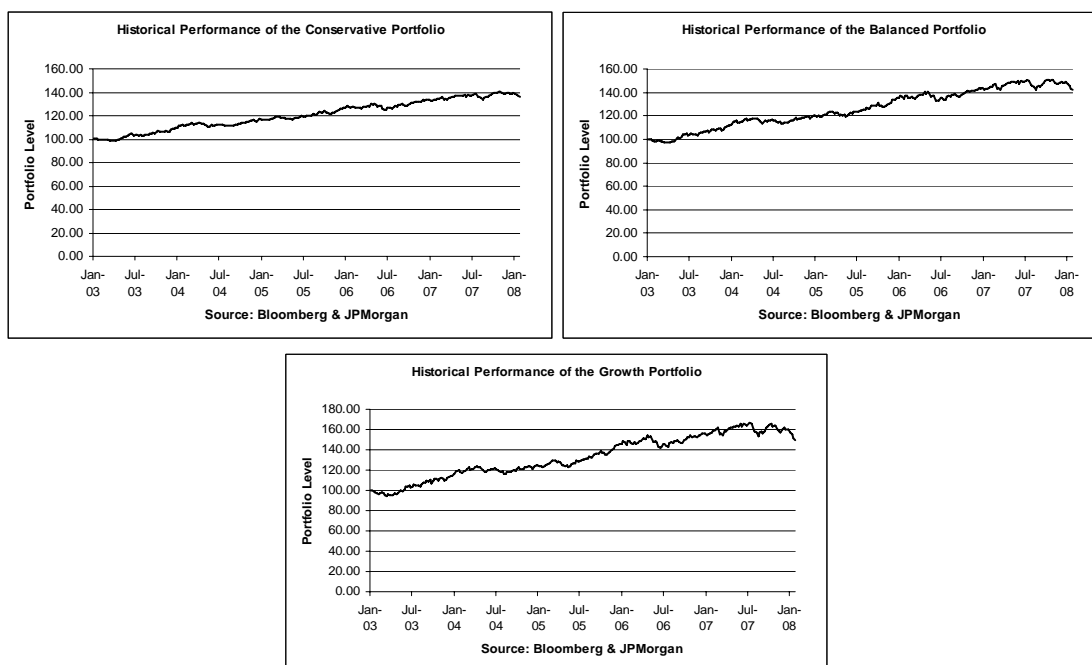 Historical Performance of the Conservative Portfolio
160.00
140.00
120.00
100.00
80.00
60.00
40.00
20.00
0.00
Portfolio Level
Jan-03 Jul-03 Jan-04 Jul-04 Jan-05 Jul-05 Jan-06 Jul-06 Jan-07 Jul-07 Jan-08
Source: Bloomberg & JPMorgan
Historical Performance of the Balanced Portfolio
160.00
140.00
120.00
100.00
80.00
60.00
40.00
20.00
0.00
Portfolio Level
Jan-03 Jul-03 Jan-04 Jul-04 Jan-05 Jul-05 Jan-06 Jul-06 Jan-07 Jul-07 Jan-08
Source: Bloomberg & JPMorgan
Historical Performance of the Growth Portfolio
180.00
160.00
140.00
120.00
100.00
80.00
60.00
40.00
20.00
0.00
Portfolio Level
Jan-03 Jul-03 Jan-04 Jul-04 Jan-05 Jul-05 Jan-06 Jul-06 Jan-07 Jul-07 Jan-08
Source: Bloomberg & JPMorgan